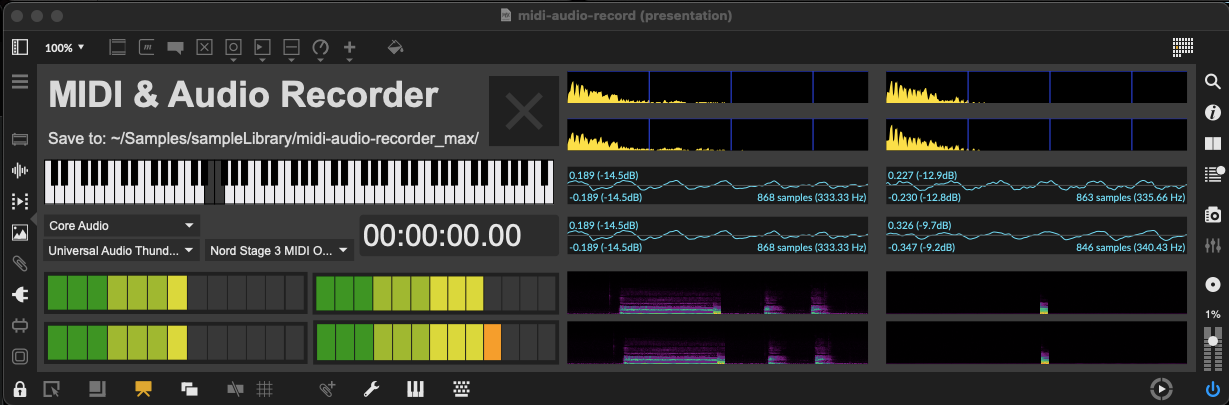 midi-audio-record (presentation)
100%
MIDI & Audio Recorder
Save to: ~/Samples/sampleLibrary/midi-audio-recorder_max/
Core Audio
Universal Audio Thund...
Nord Stage 3 MIDI O...
00:00:00.00
0.189 (-14.5dB)
-0.189 (-14.5dB)
868 samples (333.33 Hz)
0.227 (-12.9dB)
-0.230 (-12.8dB)
863 samples (335.66 Hz)
0.189 (-14.5dB)
-0.189 (-14.5dB)
868 samples (333.33 Hz)
0.326 (-9.7dB)
-0.347 (-9.2dB)
846 samples (340.43 Hz)
1%